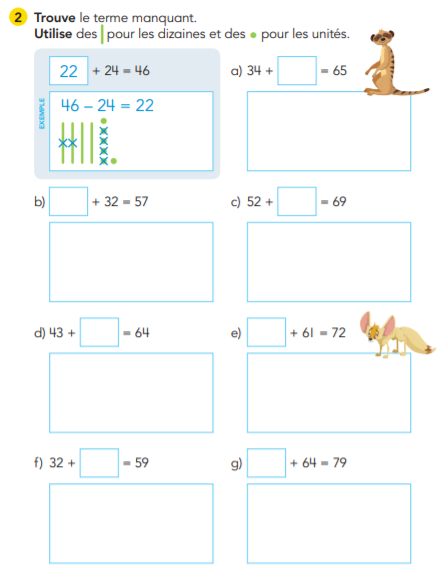 2 Trouve le terme manquant.
Utilise des | pour les dizaines et des • pour les unités.
EXEMPLE
22 + 24 = 46
46 – 24 = 22
a) 34 + = 65
b) + 32 = 57
c) 52 + = 69
d) 43 + = 64
e) + 61 = 72
f) 32 + = 59
g) + 64 = 79